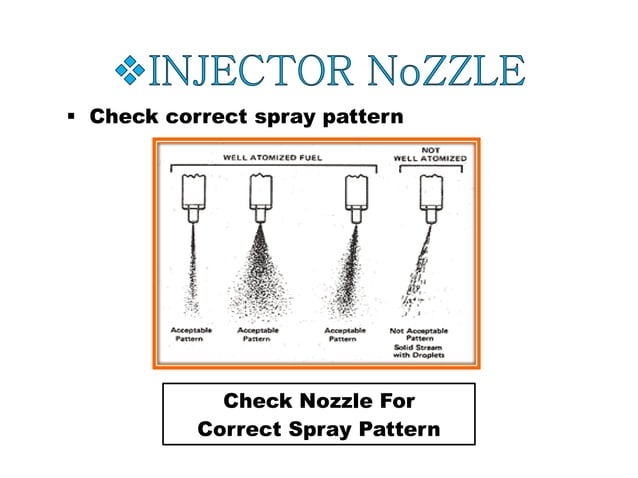 ❖INJECTOR NoZZLE
▪ Check correct spray pattern
WELL ATOMIZED FUEL
NOT
WELL ATOMIZED
Acceptable
Pattern
Acceptable
Pattern
Acceptable
Pattern
Not Acceptable
Pattern
Solid Stream
with Droplets
Check Nozzle For
Correct Spray Pattern